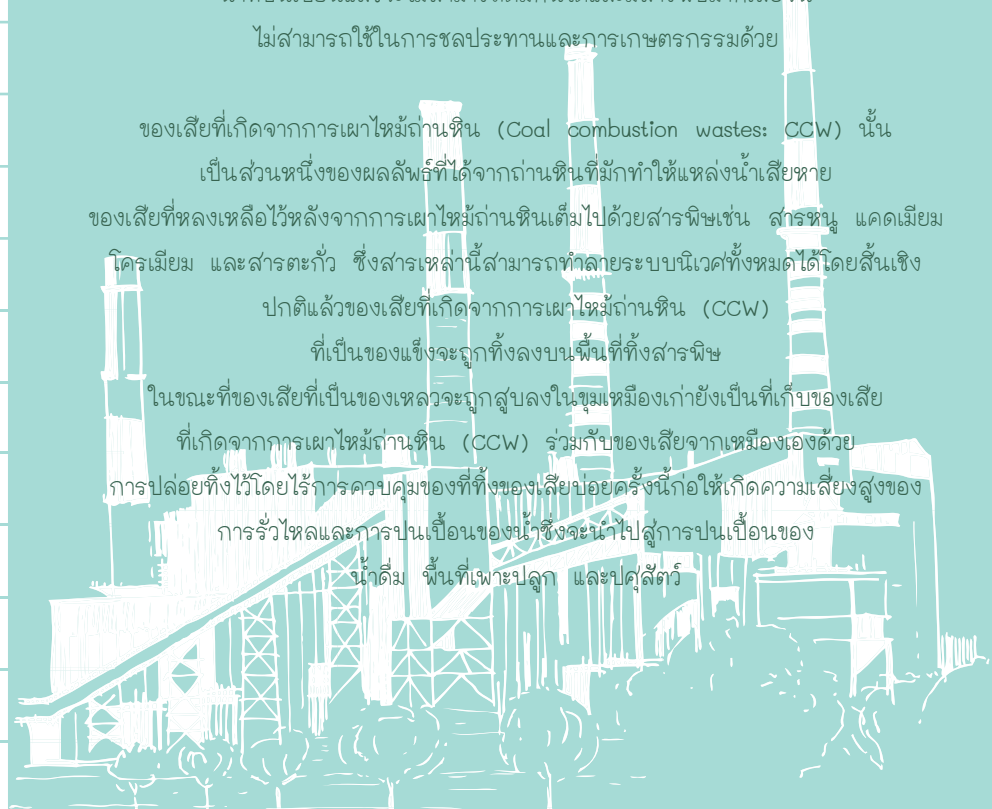 ไม่สามารถใช้ในการชลประทานและการเกษตรกรรมด้วย
ของเสียที่เกิดจากการเผาไหม้ถ่านหิน (Coal combustion wastes: CCW) นั้น
เป็นส่วนหนึ่งของผลลัพธ์ที่ได้จากถ่านหินที่มักทำให้แหล่งน้ำเสียหาย
ของเสียที่หลงเหลือไว้หลังจากการเผาไหม้ถ่านหินเต็มไปด้วยสารพิษเช่น สารหนู แคดเมียม
โครเมียม และสารตะกั่ว ซึ่งสารเหล่านี้สามารถทำลายระบบนิเวศทั้งหมดได้โดยสิ้นเชิง
ปกติแล้วของเสียที่เกิดจากการเผาไหม้ถ่านหิน (CCW)
ที่เป็นของแข็งจะถูกทิ้งลงบนพื้นที่ทิ้งสารพิษ
ในขณะที่ของเสียที่เป็นของเหลวจะถูกสูบลงในขุมเหมืองเก่ายังเป็นที่เก็บของเสีย
ที่เกิดจากการเผาไหม้ถ่านหิน (CCW) ร่วมกับของเสียจากเหมืองเองด้วย
การปล่อยทิ้งไว้โดยไร้การควบคุมของที่ทิ้งของเสียบ่อยครั้งนี้ก่อให้เกิดความเสี่ยงสูงของ
การรั่วไหลและการปนเปื้อนของน้ำซึ่งจะนำไปสู่การปนเปื้อนของ
น้ำดื่ม พื้นที่เพาะปลูก และปศุสัตว์